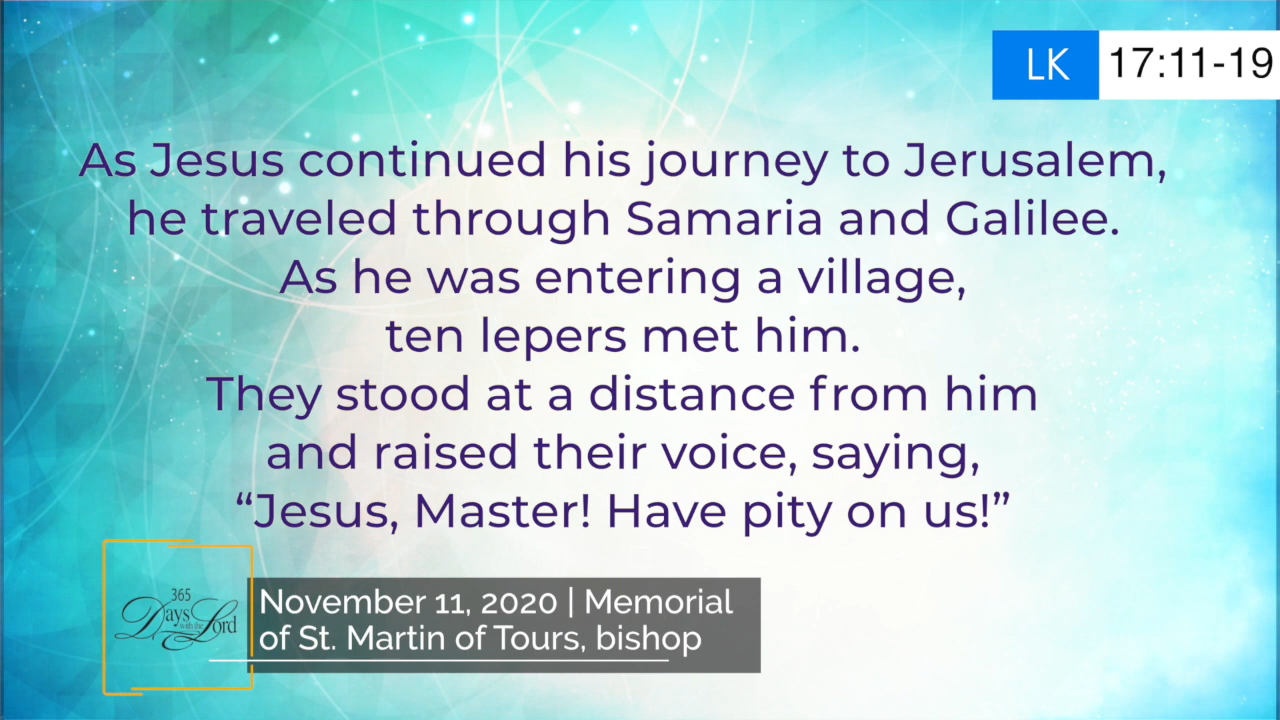 LK 17:11-19
As Jesus continued his journey to Jerusalem,
he traveled through Samaria and Galilee.
As he was entering a village,
ten lepers met him.
They stood at a distance from him
and raised their voice, saying,
“Jesus, Master! Have pity on us!”
365
Days with the Lord
November 11, 2020 | Memorial
of St. Martin of Tours, bishop